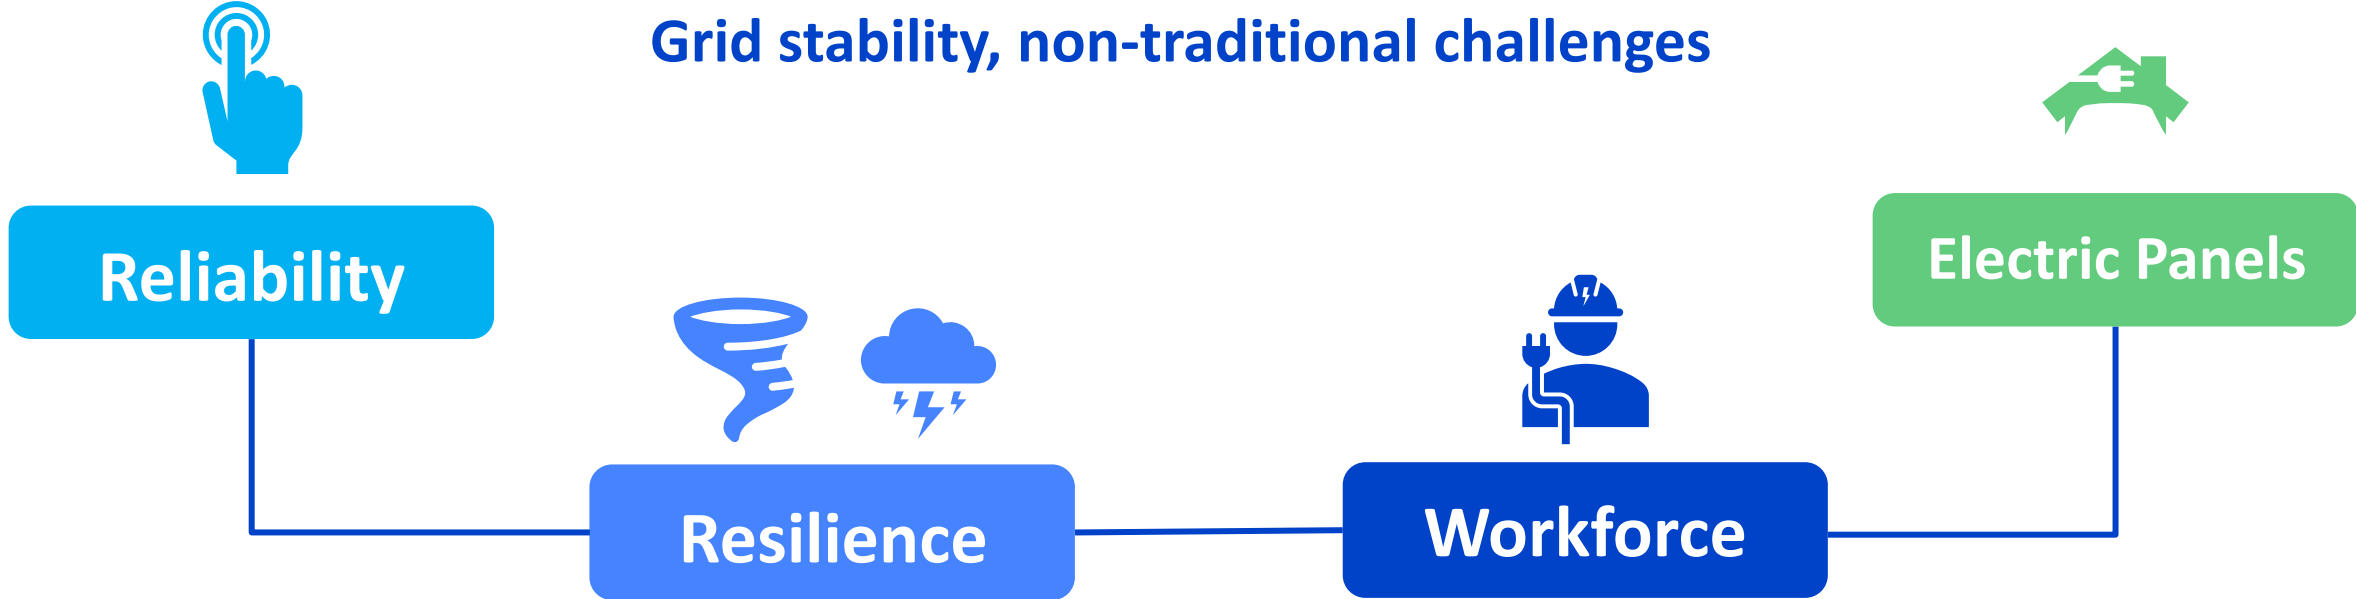 Grid stability, non-traditional challenges
Reliability
Resilience
Workforce
Electric Panels